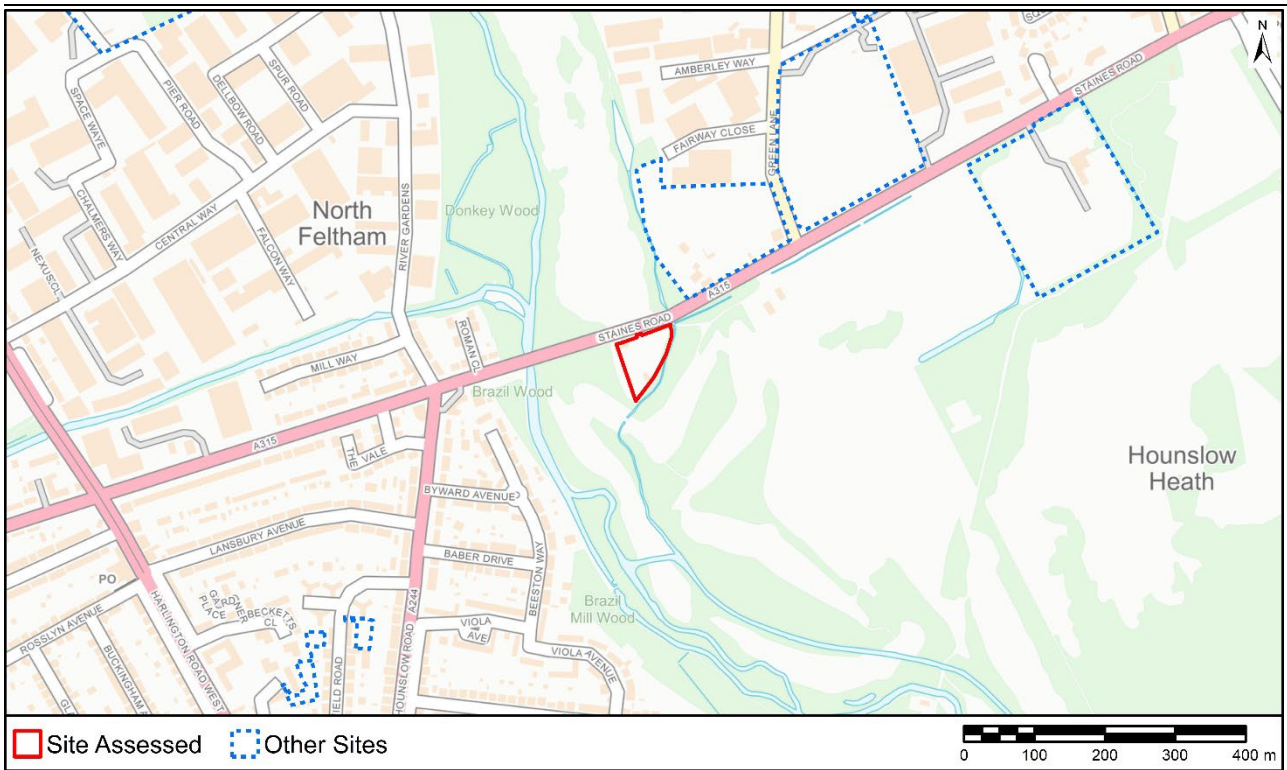 N
SQU
STAINES ROAD
AMBERLEY WAY
SPUR ROAD
DELLBOW ROAD
PIER ROAD
SPACE WAYE
FAIRWAY CLOSE
GREEN LANE
CHALMERS WAY
CENTRAL WAY
North
Feltham
Donkey Wood
RIVER GARDENS
FALCON WAY
NEXUS CL
A315
STAINES ROAD
MILL WAY
Brazil Wood
A315
THE
VALE
Hounslow
Heath
BYWARD AVENUE
LANSBURY AVENUE
BABER DRIVE
BEESTON WAY
PO
BECKETTS
CL
ROSSLYN AVENUE
HARLINGTON ROAD WEST
A244
HOUNSLOW ROAD
VIOLA
AVE
VIOLA AVENUE
Brazil
Mill Wood
BUCKINGHAM A
IELD ROAD
Site Assessed
Other Sites
0 100 200 300 400 m